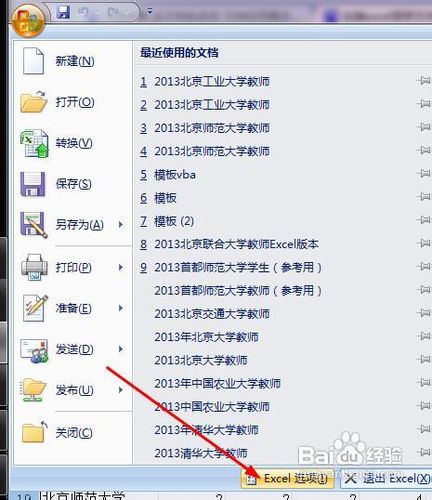 最近使用的文档
新建(N)
打开(O)
转换(V)
保存(S)
另存为(A)
打印(P)
准备(E)
发送(D)
发布(U)
关闭(C)
1 2013北京工业大学教师
2 2013北京工业大学教师
3 2013北京师范大学教师
4 2013北京师范大学教师
5 模板vba
6 模板
7 模板 (2)
8 2013北京联合大学教师Excel版本
9 2013首都师范大学学生（参考用）
2013首都师范大学教师（参考用）
2013北京交通大学教师
2013年北京大学教师
2013北京大学教师
2013年中国农业大学教师
2013中国农业大学教师
2013年清华大学教师
2013清华大学教师
Excel 选项(I)
退出 Excel(X)
Baidu 经验
19 北京师范大学 2 2 2 4